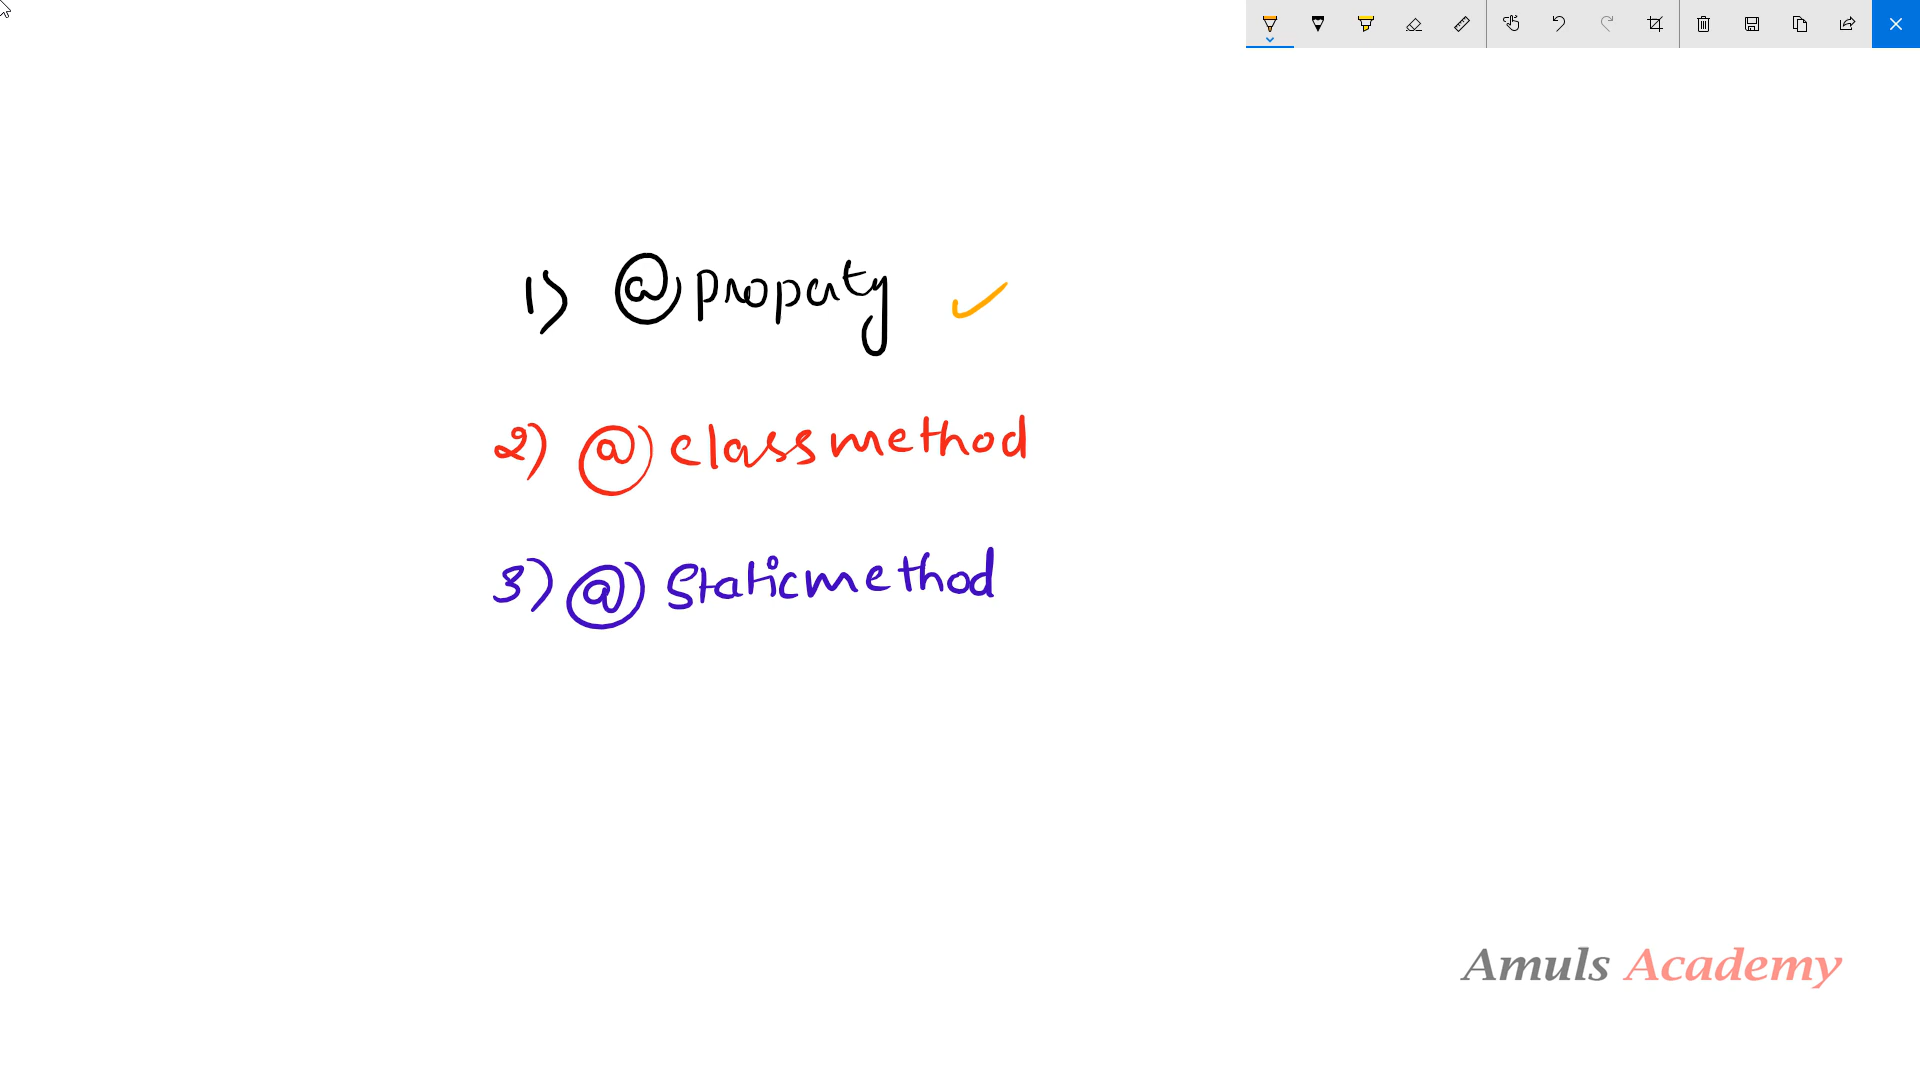 1) @property
2) @classmethod
3) @staticmethod
Amuls Academy